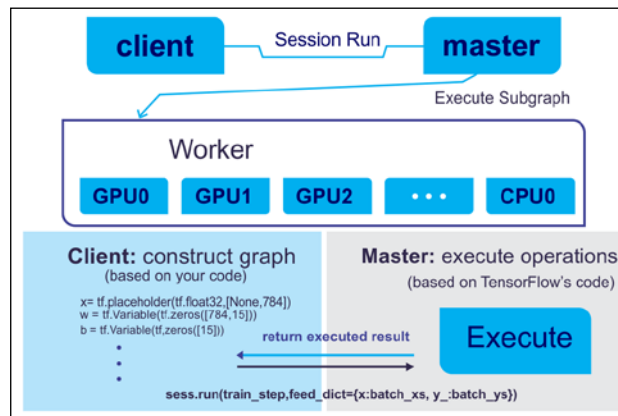 client
Session Run
master
Execute Subgraph
Worker
GPU0
GPU1
GPU2
...
CPU0
Client: construct graph
(based on your code)
x= tf.placeholder(tf.float32,[None,784])
w = tf.Variable(tf.zeros([784,15]))
b = tf.Variable(tf,zeros([15]))
Master: execute operations
(based on TensorFlow's code)
return executed result
Execute
sess.run(train_step,feed_dict={x:batch_xs, y_:batch_ys})